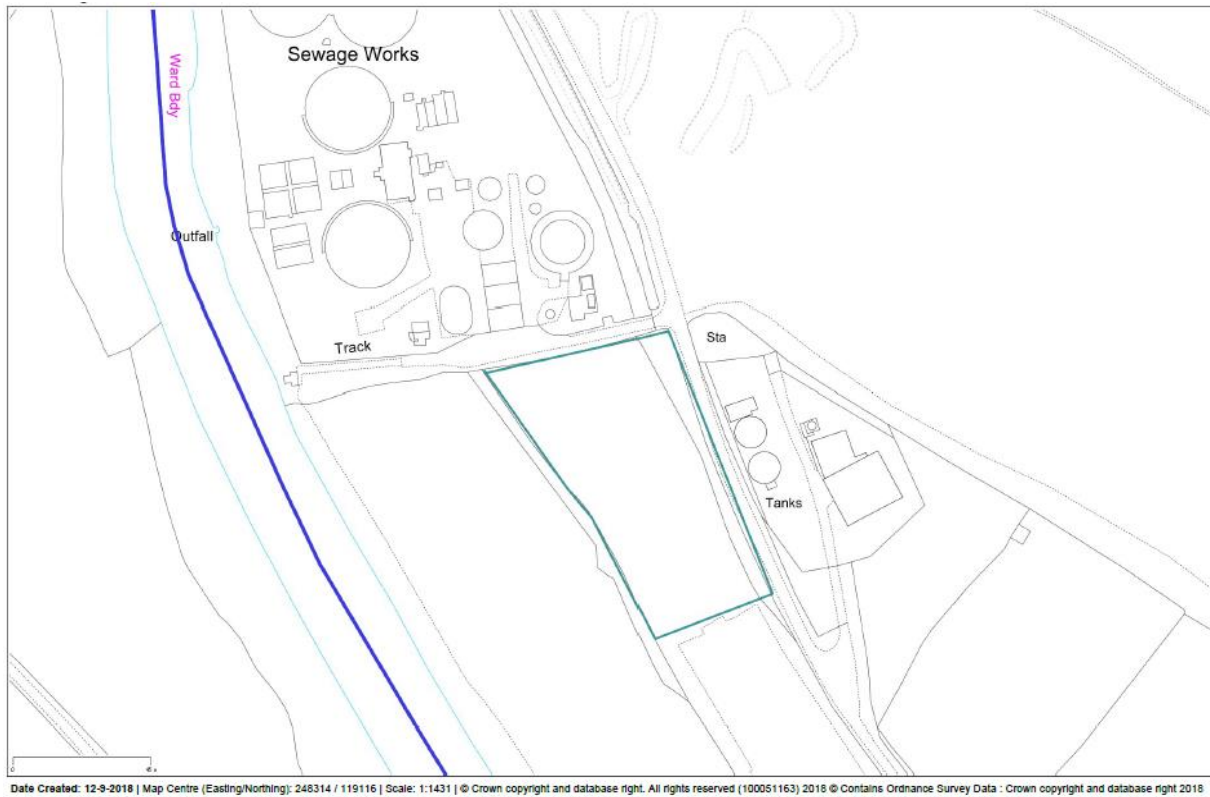 Sewage Works
Ward Bdy
Outfall
Track
Sta
Tanks
0
Date Created: 12-9-2018 | Map Centre (Easting/Northing): 248314 / 119116 | Scale: 1:1431 | © Crown copyright and database right. All rights reserved (100051163) 2018 © Contains Ordnance Survey Data : Crown copyright and database right 2018